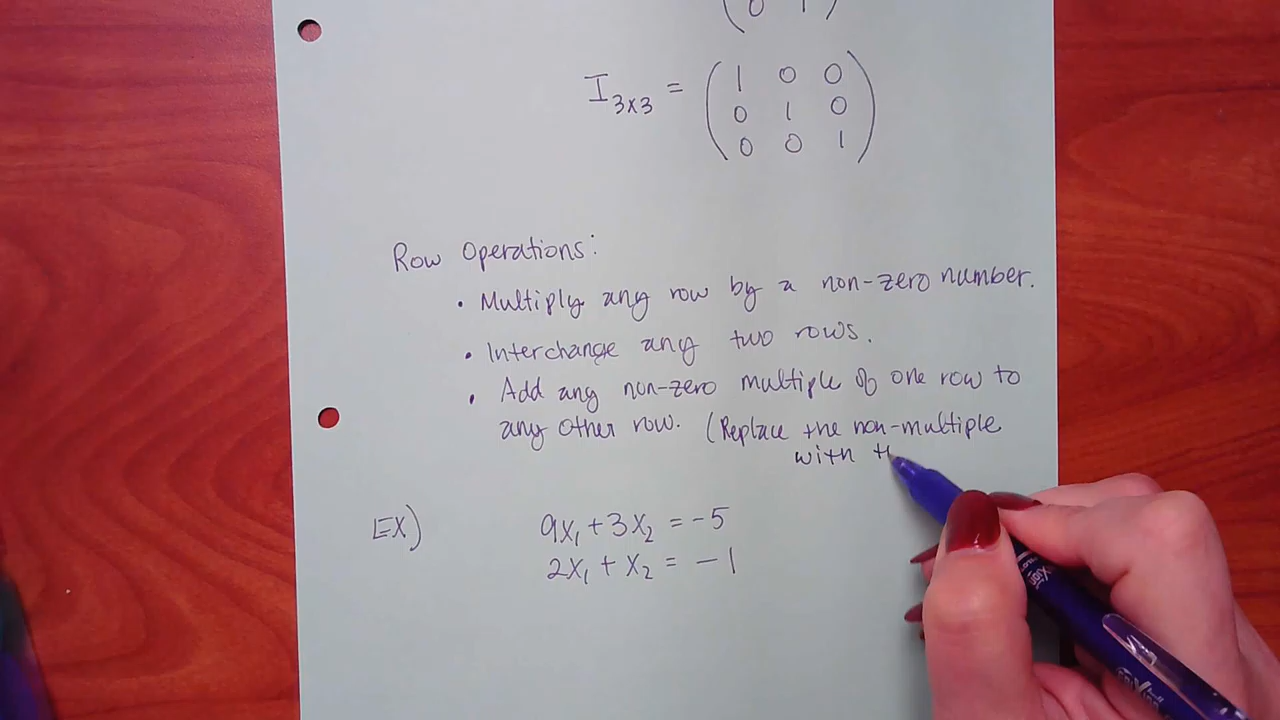 (0 1)
I3x3 = (1 0 0
0 1 0
0 0 1)
Row Operations:
• Multiply any row by a non-zero number.
• Interchange any two rows.
• Add any non-zero multiple of one row to
any other row. (Replace the non-multiple
with t
EX) 9x₁ + 3x₂ = -5
2x₁ + x₂ = -1